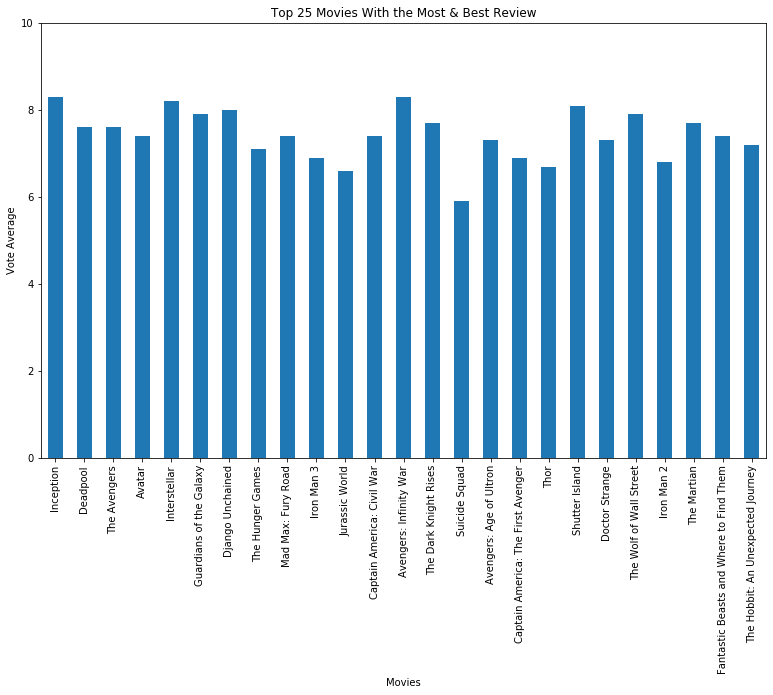 Top 25 Movies With the Most & Best Review
10
8
6
4
2
0
Vote Average
Inception
Deadpool
The Avengers
Avatar
Interstellar
Guardians of the Galaxy
Django Unchained
The Hunger Games
Mad Max: Fury Road
Iron Man 3
Jurassic World
Captain America: Civil War
Avengers: Infinity War
The Dark Knight Rises
Suicide Squad
Avengers: Age of Ultron
Captain America: The First Avenger
Thor
Shutter Island
Doctor Strange
The Wolf of Wall Street
Iron Man 2
The Martian
Fantastic Beasts and Where to Find Them
The Hobbit: An Unexpected Journey
Movies